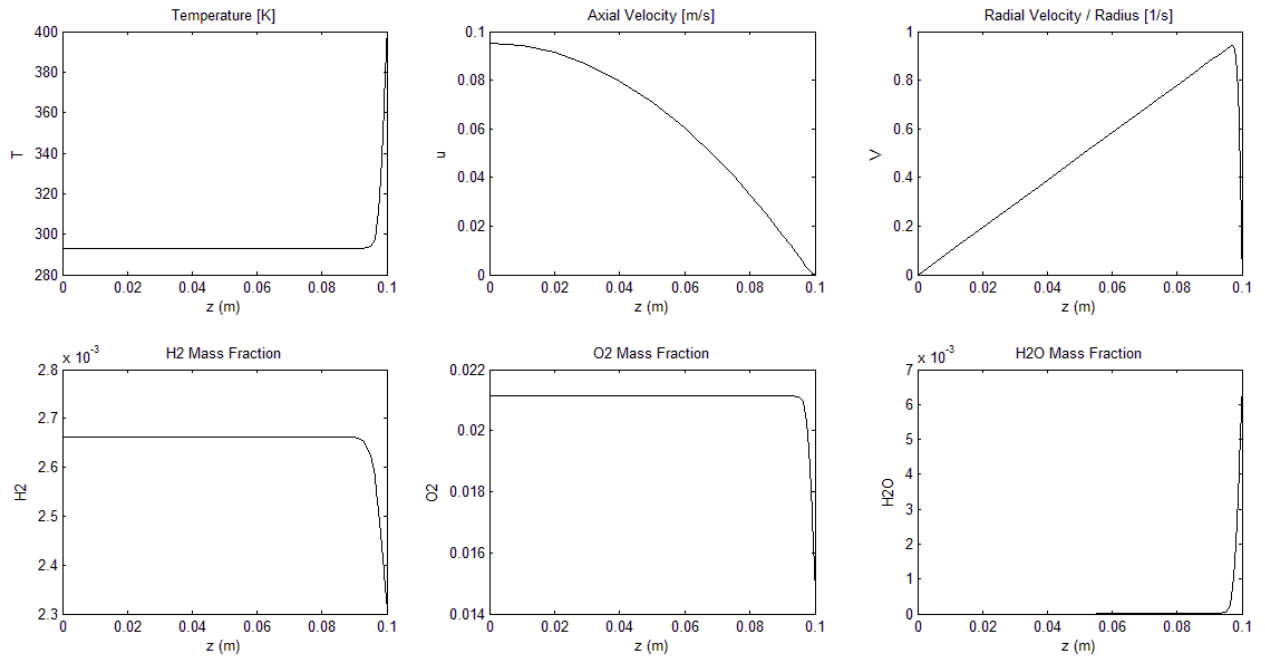 Temperature [K]
400
380
360
340
320
300
280
T
0 0.02 0.04 0.06 0.08 0.1
z (m)
Axial Velocity [m/s]
0.1
0.08
0.06
0.04
0.02
0
u
0 0.02 0.04 0.06 0.08 0.1
z (m)
Radial Velocity / Radius [1/s]
1
0.8
0.6
0.4
0.2
0
V
0 0.02 0.04 0.06 0.08 0.1
z (m)
H2 Mass Fraction
x 10-3
2.8
2.7
2.6
2.5
2.4
2.3
H2
0 0.02 0.04 0.06 0.08 0.1
z (m)
O2 Mass Fraction
0.022
0.02
0.018
0.016
0.014
O2
0 0.02 0.04 0.06 0.08 0.1
z (m)
H2O Mass Fraction
x 10-3
7
6
5
4
3
2
1
0
H2O
0 0.02 0.04 0.06 0.08 0.1
z (m)